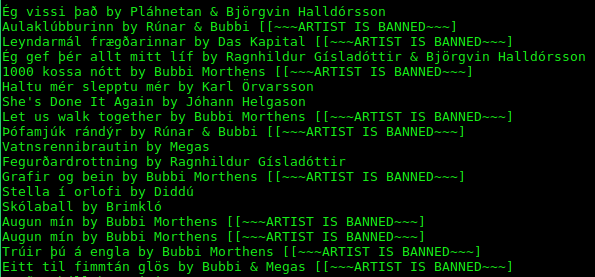 Ég vissi það by Pláhnetan & Björgvin Halldórsson
Aulaklúbburinn by Rúnar & Bubbi [[~~~ARTIST IS BANNED~~~]
Leyndarmál frægðarinnar by Das Kapital [[~~~ARTIST IS BANNED~~~]
Ég gef þér allt mitt líf by Ragnhildur Gísladóttir & Björgvin Halldórsson
1000 kossa nótt by Bubbi Morthens [[~~~ARTIST IS BANNED~~~]
Haltu mér slepptu mér by Karl Örvarsson
She's Done It Again by Jóhann Helgason
Let us walk together by Bubbi Morthens [[~~~ARTIST IS BANNED~~~]
Þófamjúk rándýr by Rúnar & Bubbi [[~~~ARTIST IS BANNED~~~]
Vatnsrennibrautin by Megas
Fegurðardrottning by Ragnhildur Gísladóttir
Grafir og bein by Bubbi Morthens [[~~~ARTIST IS BANNED~~~]
Stella í orlofi by Diddú
Skólaball by Brimkló
Augun mín by Bubbi Morthens [[~~~ARTIST IS BANNED~~~]
Augun mín by Bubbi Morthens [[~~~ARTIST IS BANNED~~~]
Trúir þú á engla by Bubbi Morthens [[~~~ARTIST IS BANNED~~~]
Eitt til fimmtán glös by Bubbi & Megas [[~~~ARTIST IS BANNED~~~]